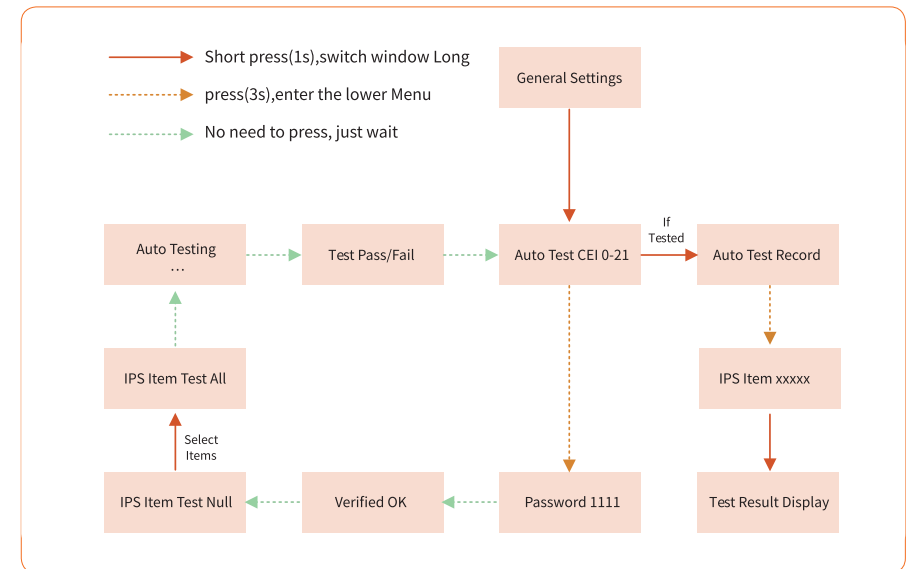 Short press(1s),switch window Long
press(3s),enter the lower Menu
No need to press, just wait
General Settings
If
Tested
Auto Testing
...
Test Pass/Fail
Auto Test CEI 0-21
Auto Test Record
IPS Item Test All
IPS Item xxxxx
Select
Items
IPS Item Test Null
Verified OK
Password 1111
Test Result Display